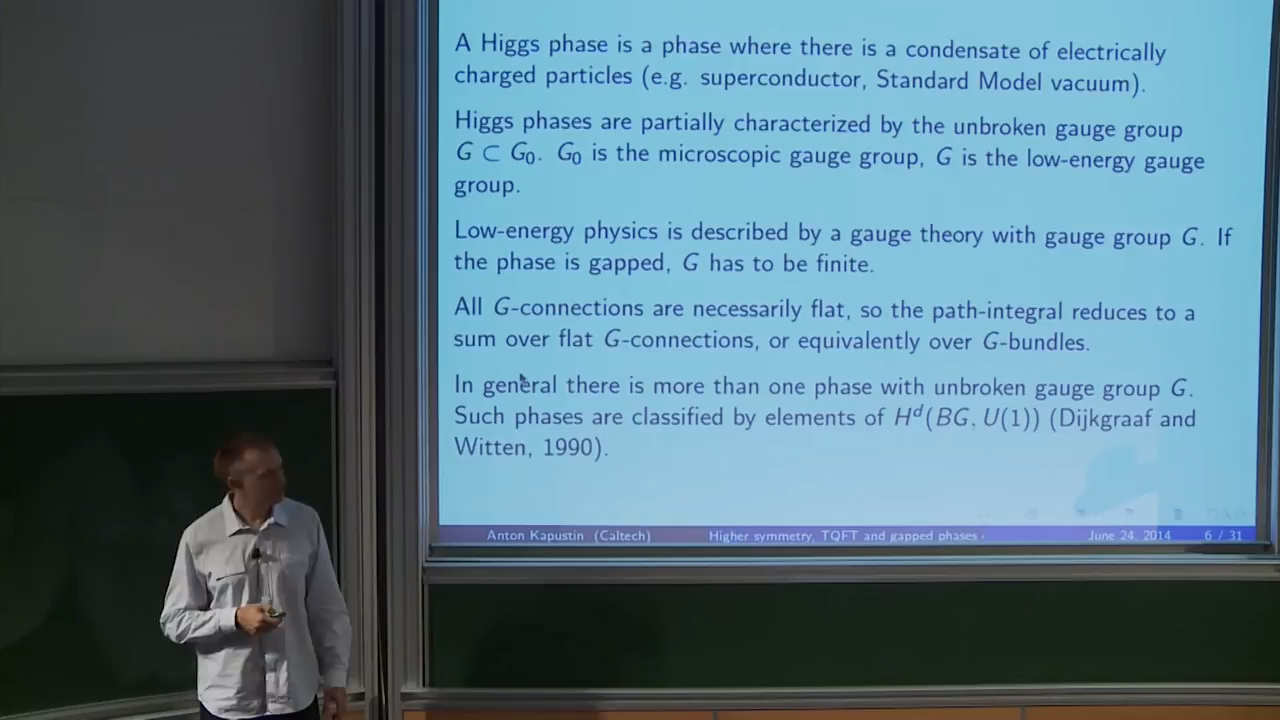 A Higgs phase is a phase where there is a condensate of electrically
charged particles (e.g. superconductor, Standard Model vacuum).
Higgs phases are partially characterized by the unbroken gauge group
G ⊂ G₀. G₀ is the microscopic gauge group, G is the low-energy gauge
group.
Low-energy physics is described by a gauge theory with gauge group G. If
the phase is gapped, G has to be finite.
All G-connections are necessarily flat, so the path-integral reduces to a
sum over flat G-connections, or equivalently over G-bundles.
In general there is more than one phase with unbroken gauge group G.
Such phases are classified by elements of Hᵈ(BG, U(1)) (Dijkgraaf and
Witten, 1990).
Anton Kapustin (Caltech) Higher symmetry, TQFT and gapped phases June 24, 2014 6 / 31